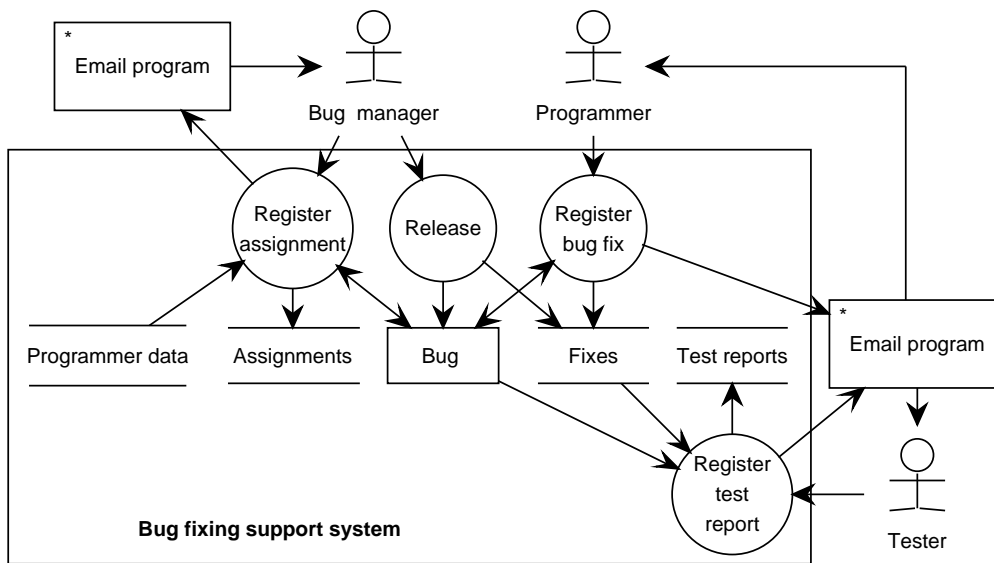 *
Email program
Bug manager
Programmer
Register
assignment
Release
Register
bug fix
Programmer data
Assignments
Bug
Fixes
Test reports
*
Email program
Register
test
report
Bug fixing support system
Tester